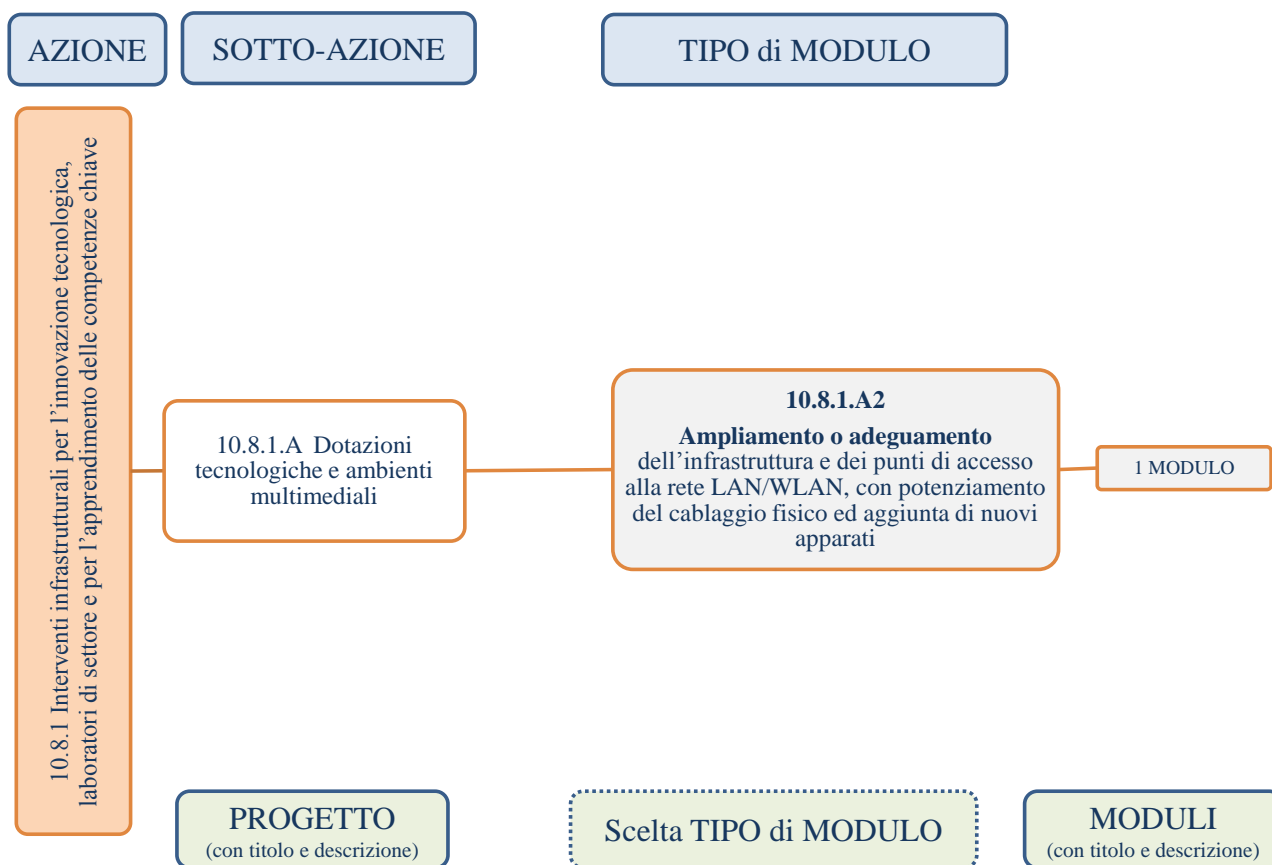 AZIONE
SOTTO-AZIONE
TIPO di MODULO
10.8.1 Interventi infrastrutturali per l’innovazione tecnologica,
laboratori di settore e per l’apprendimento delle competenze chiave
10.8.1.A Dotazioni
tecnologiche e ambienti
multimediali
10.8.1.A2
Ampliamento o adeguamento
dell’infrastruttura e dei punti di accesso
alla rete LAN/WLAN, con potenziamento
del cablaggio fisico ed aggiunta di nuovi
apparati
1 MODULO
PROGETTO
(con titolo e descrizione)
Scelta TIPO di MODULO
MODULI
(con titolo e descrizione)